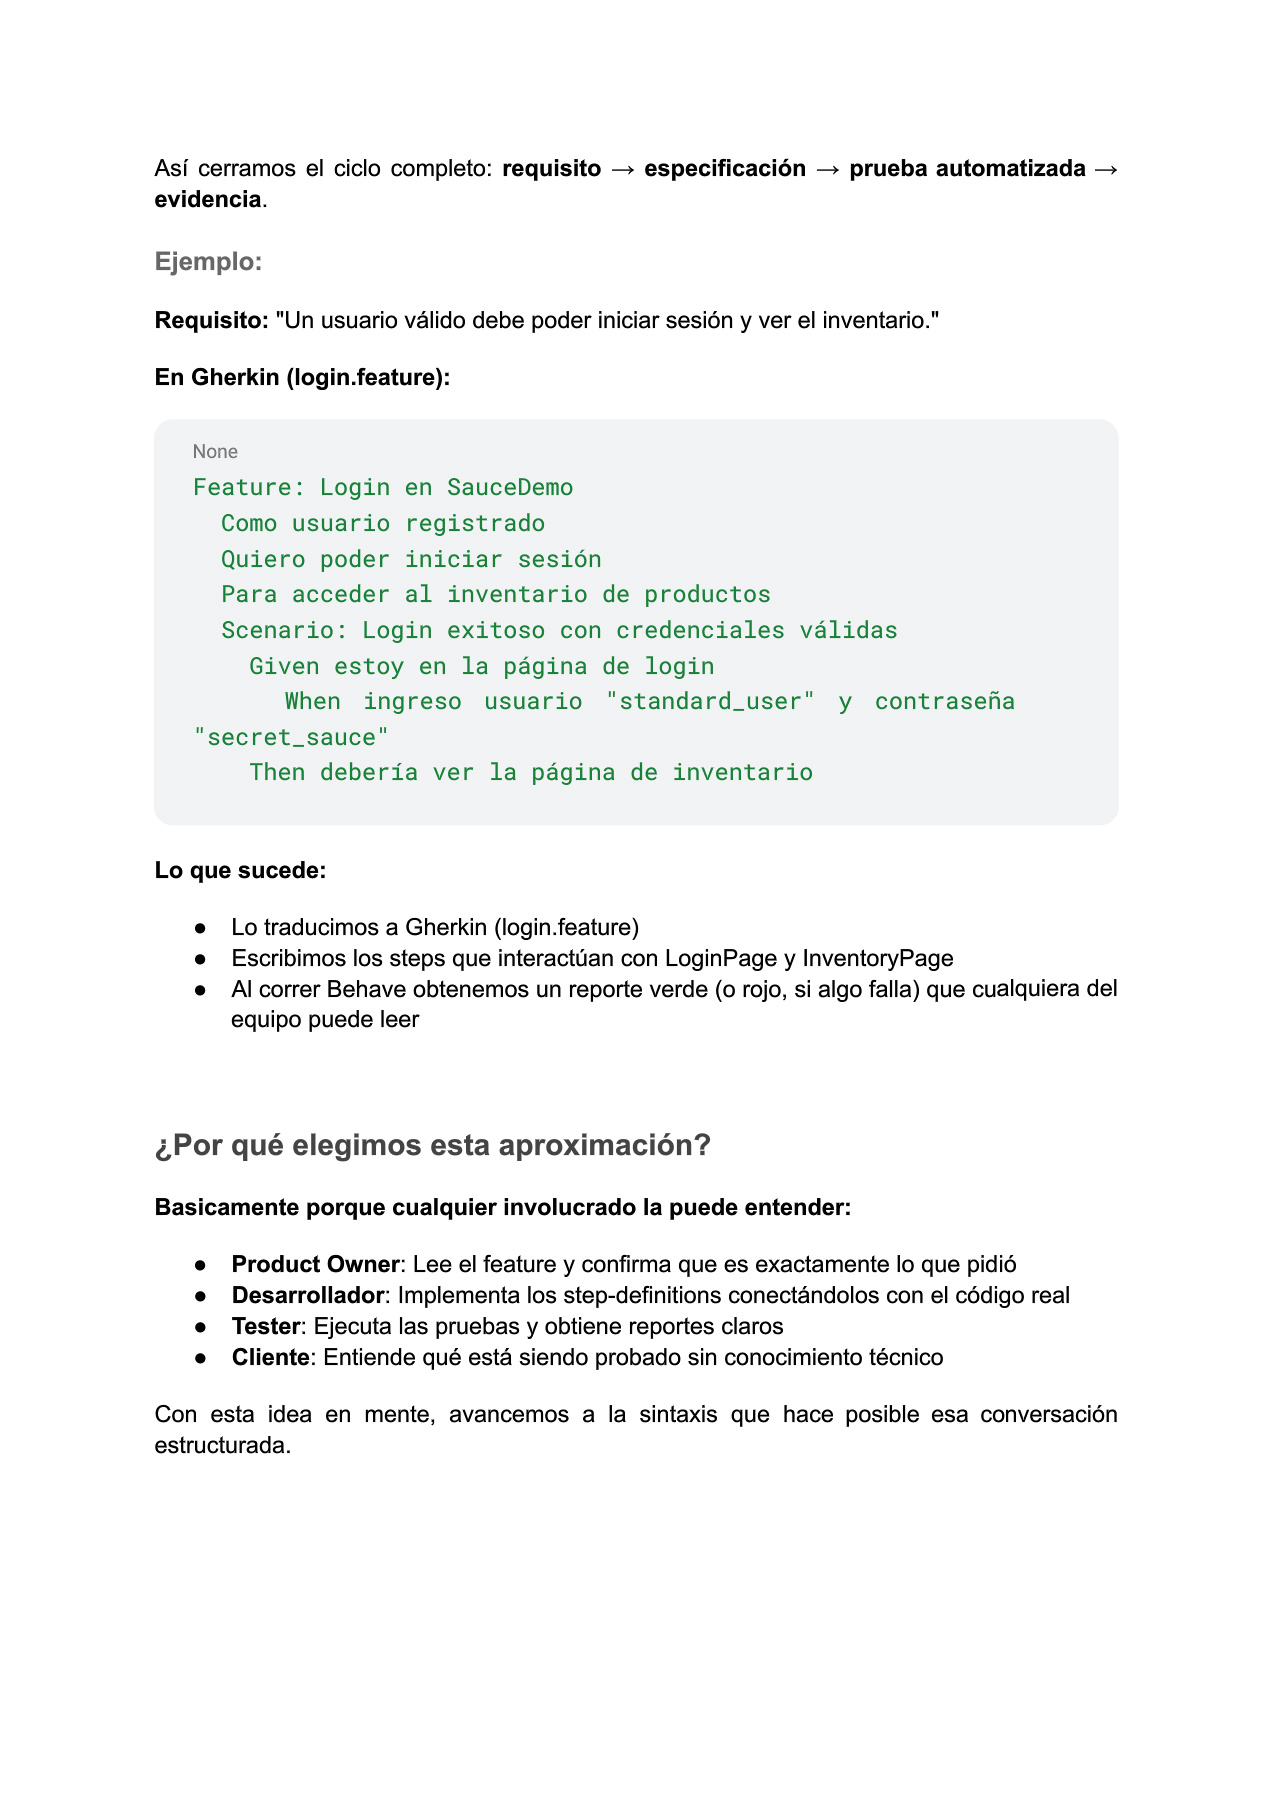 Así cerramos el ciclo completo: requisito → especificación → prueba automatizada →
evidencia.
Ejemplo:
Requisito: "Un usuario válido debe poder iniciar sesión y ver el inventario."
En Gherkin (login.feature):
None
Feature: Login en SauceDemo
  Como usuario registrado
  Quiero poder iniciar sesión
  Para acceder al inventario de productos
  Scenario: Login exitoso con credenciales válidas
    Given estoy en la página de login
    When ingreso usuario "standard_user" y contraseña
"secret_sauce"
    Then debería ver la página de inventario
Lo que sucede:
● Lo traducimos a Gherkin (login.feature)
● Escribimos los steps que interactúan con LoginPage y InventoryPage
● Al correr Behave obtenemos un reporte verde (o rojo, si algo falla) que cualquiera del
equipo puede leer
¿Por qué elegimos esta aproximación?
Basicamente porque cualquier involucrado la puede entender:
● Product Owner: Lee el feature y confirma que es exactamente lo que pidió
● Desarrollador: Implementa los step-definitions conectándolos con el código real
● Tester: Ejecuta las pruebas y obtiene reportes claros
● Cliente: Entiende qué está siendo probado sin conocimiento técnico
Con esta idea en mente, avancemos a la sintaxis que hace posible esa conversación
estructurada.